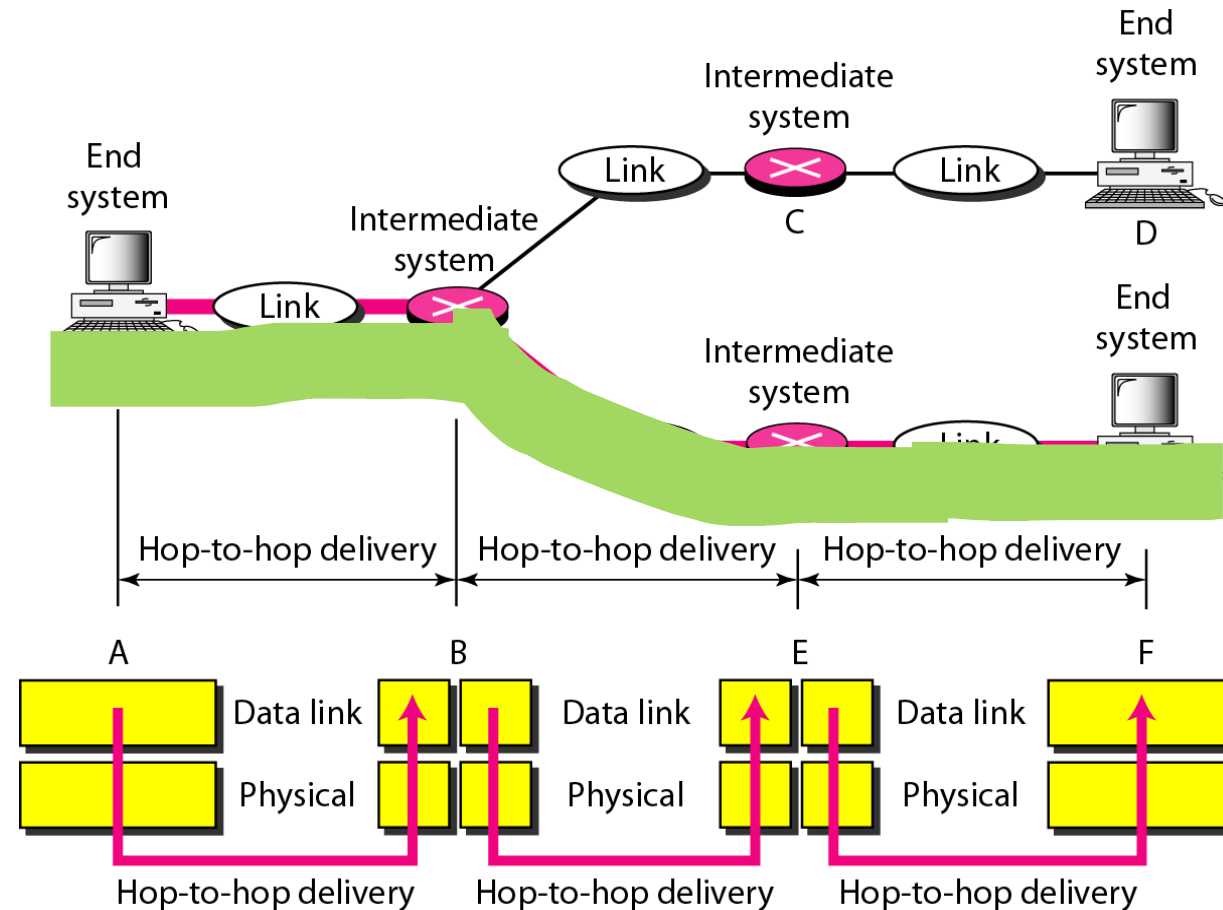 End
system
Intermediate
system
End
system
Link
Link
C
D
Intermediate
system
Link
End
system
Intermediate
system
Hop-to-hop delivery
Hop-to-hop delivery
Hop-to-hop delivery
A
B
E
F
Data link
Data link
Data link
Physical
Physical
Physical
Hop-to-hop delivery
Hop-to-hop delivery
Hop-to-hop delivery